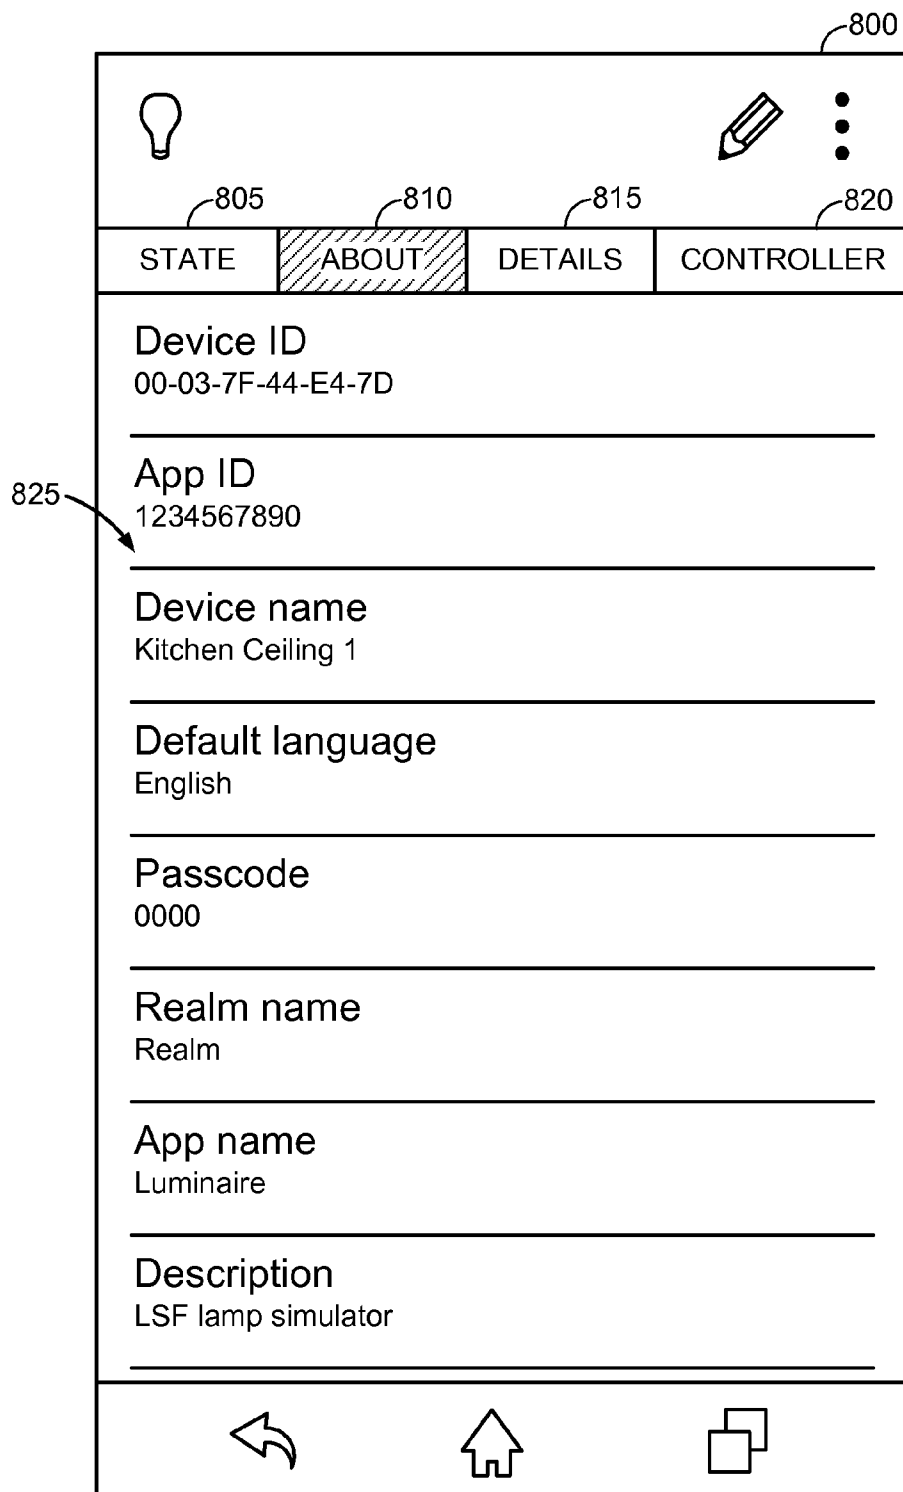 800
805
810
815
820
STATE
ABOUT
DETAILS
CONTROLLER
Device ID
00-03-7F-44-E4-7D
App ID
1234567890
825
Device name
Kitchen Ceiling 1
Default language
English
Passcode
0000
Realm name
Realm
App name
Luminaire
Description
LSF lamp simulator